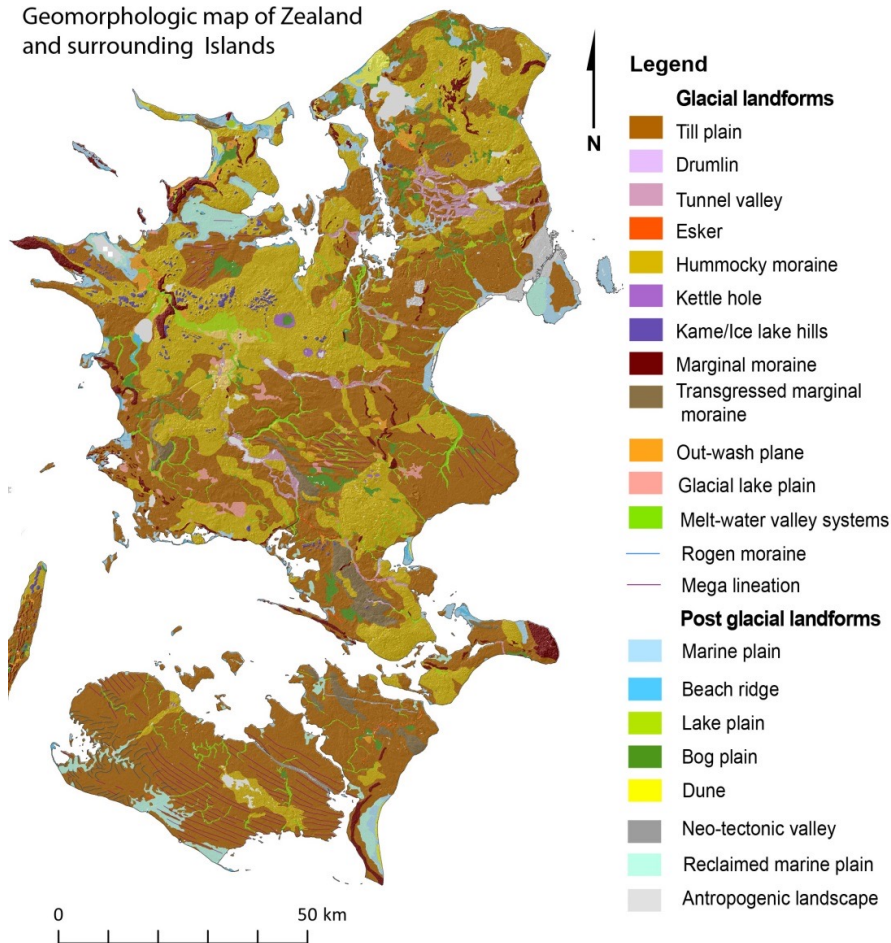 Geomorphologic map of Zealand
and surrounding Islands
N
Legend
Glacial landforms
Till plain
Drumlin
Tunnel valley
Esker
Hummocky moraine
Kettle hole
Kame/Ice lake hills
Marginal moraine
Transgressed marginal
moraine
Out-wash plane
Glacial lake plain
Melt-water valley systems
Rogen moraine
Mega lineation
Post glacial landforms
Marine plain
Beach ridge
Lake plain
Bog plain
Dune
Neo-tectonic valley
Reclaimed marine plain
Antropogenic landscape
0 50 km